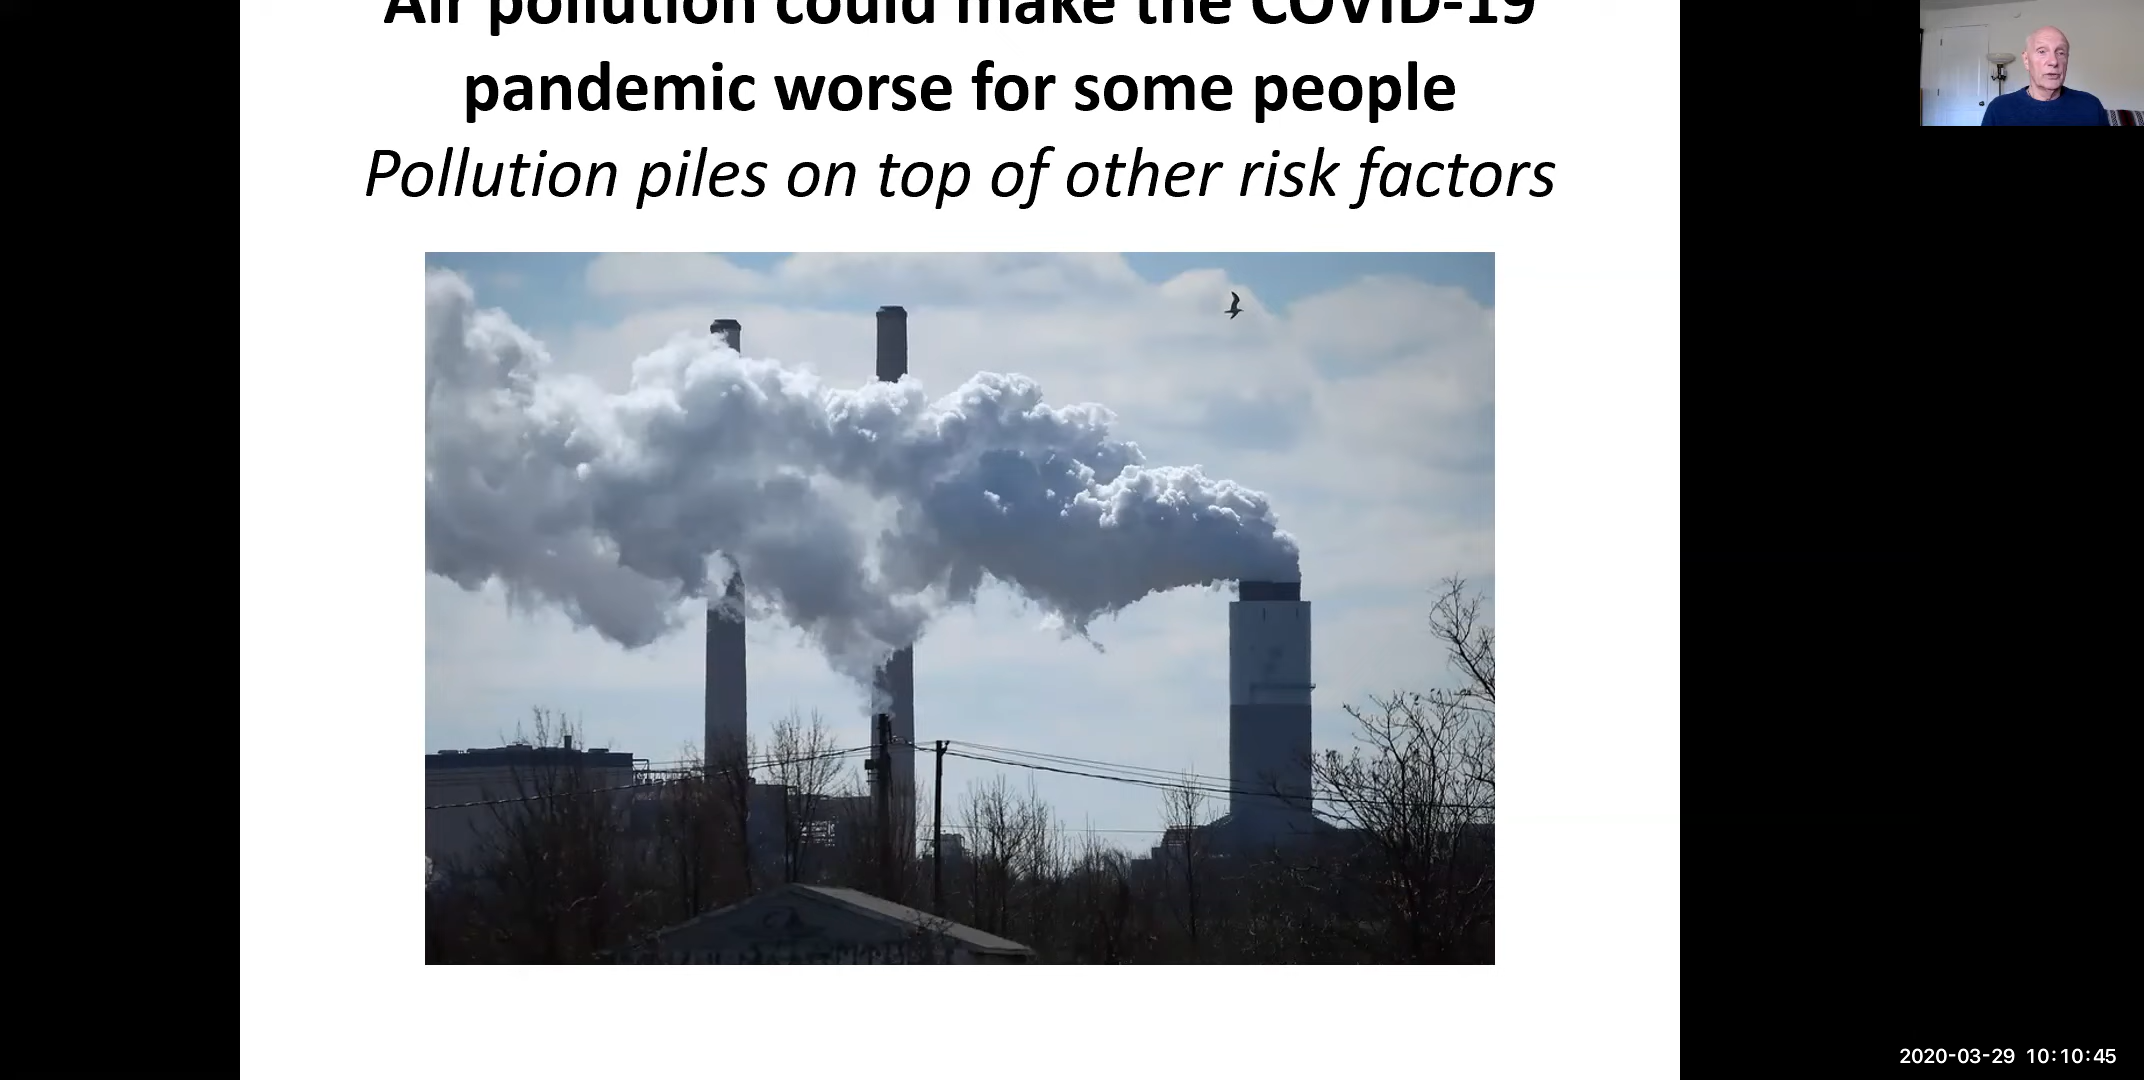 Air pollution could make the COVID-19
pandemic worse for some people
Pollution piles on top of other risk factors
2020-03-29 10:10:45